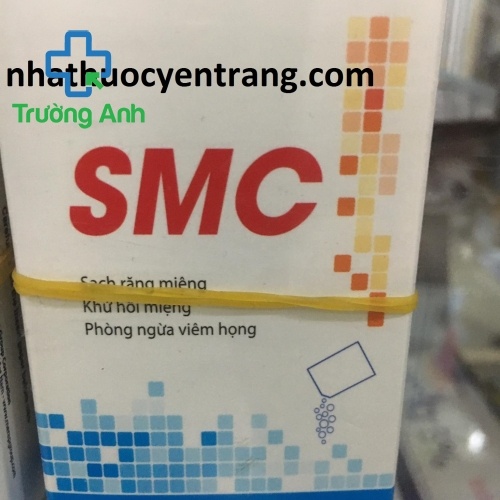 nhathuocyentrang.com
Trường Anh
SMC
Sạch răng miệng
Khử hôi miệng
Phòng ngừa viêm họng